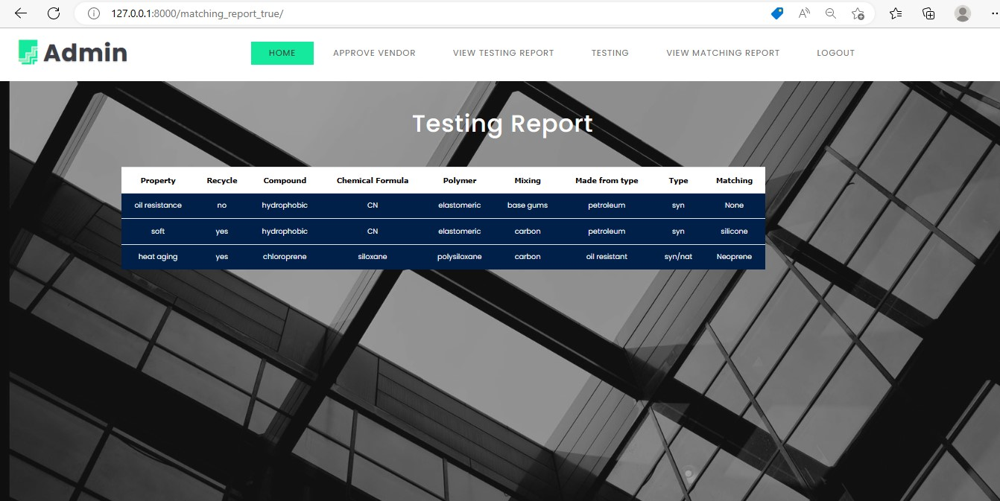 127.0.0.1:8000/matching_report_true/
Admin HOME APPROVE VENDOR VIEW TESTING REPORT TESTING VIEW MATCHING REPORT LOGOUT
Testing Report
Property Recycle Compound Chemical Formula Polymer Mixing Made from type Type Matching
oil resistance no hydrophobic CN elastomeric base gums petroleum syn None
soft yes hydrophobic CN elastomeric carbon petroleum syn silicone
heat aging yes chloroprene siloxane polysiloxane carbon oil resistant syn/nat Neoprene